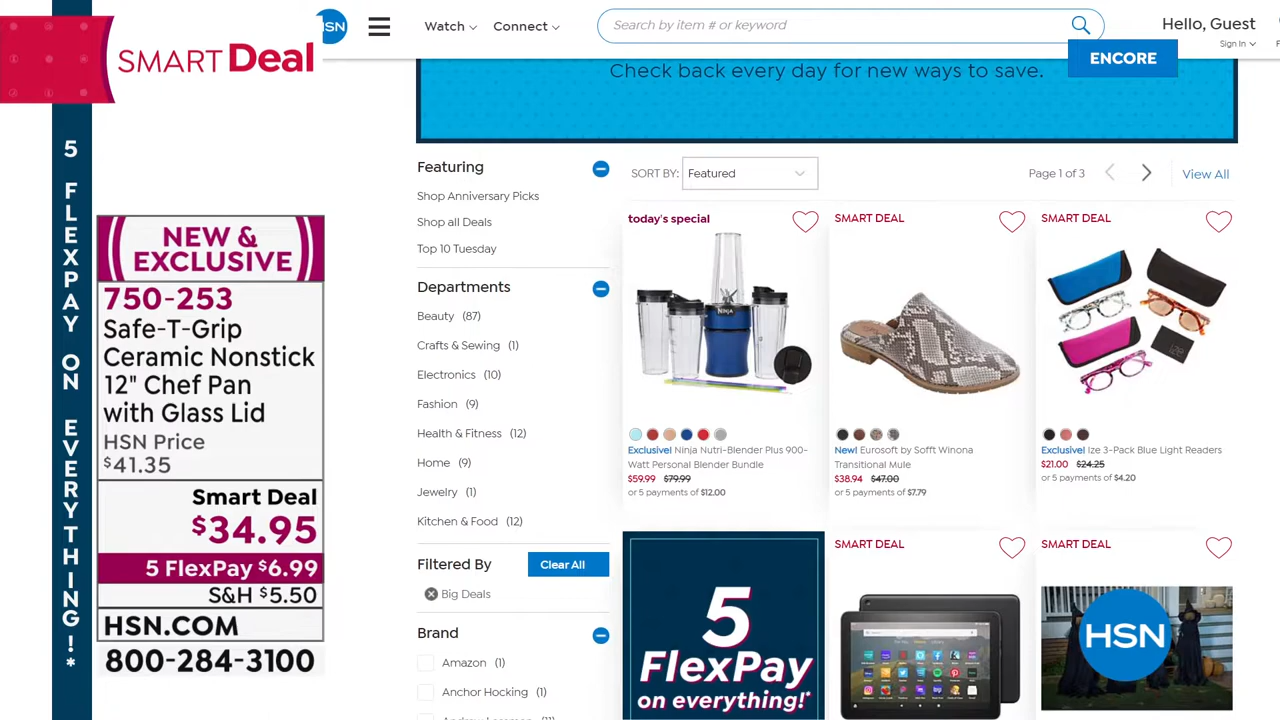 SMART Deal
5 FLEXPAY ON EVERYTHING!*
NEW &
EXCLUSIVE
750-253
Safe-T-Grip
Ceramic Nonstick
12" Chef Pan
with Glass Lid
HSN Price
$41.35
Smart Deal
$34.95
5 FlexPay $6.99
S&H $5.50
HSN.COM
800-284-3100
HSN
Watch
Connect
Search by item # or keyword
Hello, Guest
Sign In
ENCORE
Check back every day for new ways to save.
Featuring
Shop Anniversary Picks
Shop all Deals
Top 10 Tuesday
Departments
Beauty (87)
Crafts & Sewing (1)
Electronics (10)
Fashion (9)
Health & Fitness (12)
Home (9)
Jewelry (1)
Kitchen & Food (12)
Filtered By
Clear All
Big Deals
Brand
Amazon (1)
Anchor Hocking (1)
SORT BY: Featured
Page 1 of 3
View All
today's special
NINJA
Exclusive! Ninja Nutri-Blender Plus 900-
Watt Personal Blender Bundle
$59.99 $79.99
or 5 payments of $12.00
SMART DEAL
New! Eurosoft by Sofft Winona
Transitional Mule
$38.94 $47.00
or 5 payments of $7.79
SMART DEAL
Exclusive! Ize 3-Pack Blue Light Readers
$21.00 $24.25
or 5 payments of $4.20
5
FlexPay
on everything!*
SMART DEAL
SMART DEAL
HSN